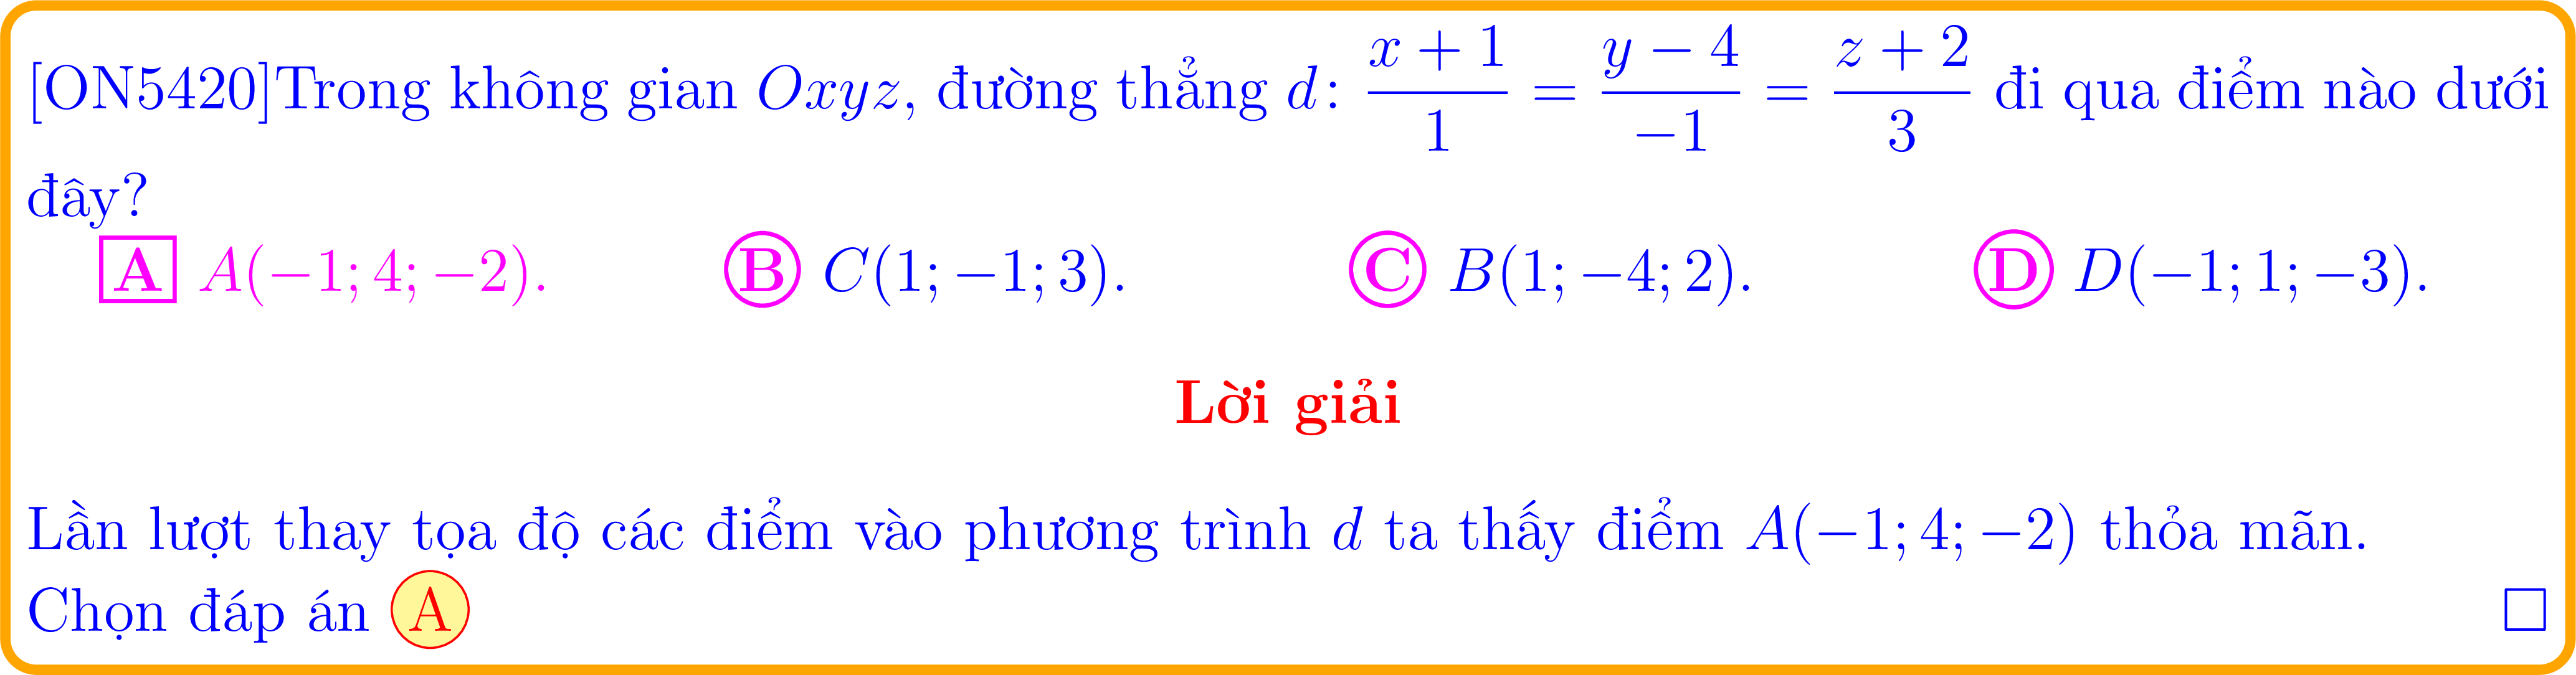 [ON5420]Trong không gian Oxyz, đường thẳng d: \frac{x+1}{1} = \frac{y-4}{-1} = \frac{z+2}{3} đi qua điểm nào dưới
đây?
A A(−1; 4; −2). B C(1; −1; 3). C B(1; −4; 2). D D(−1; 1; −3).
Lời giải
Lần lượt thay tọa độ các điểm vào phương trình d ta thấy điểm A(−1; 4; −2) thỏa mãn.
Chọn đáp án A □